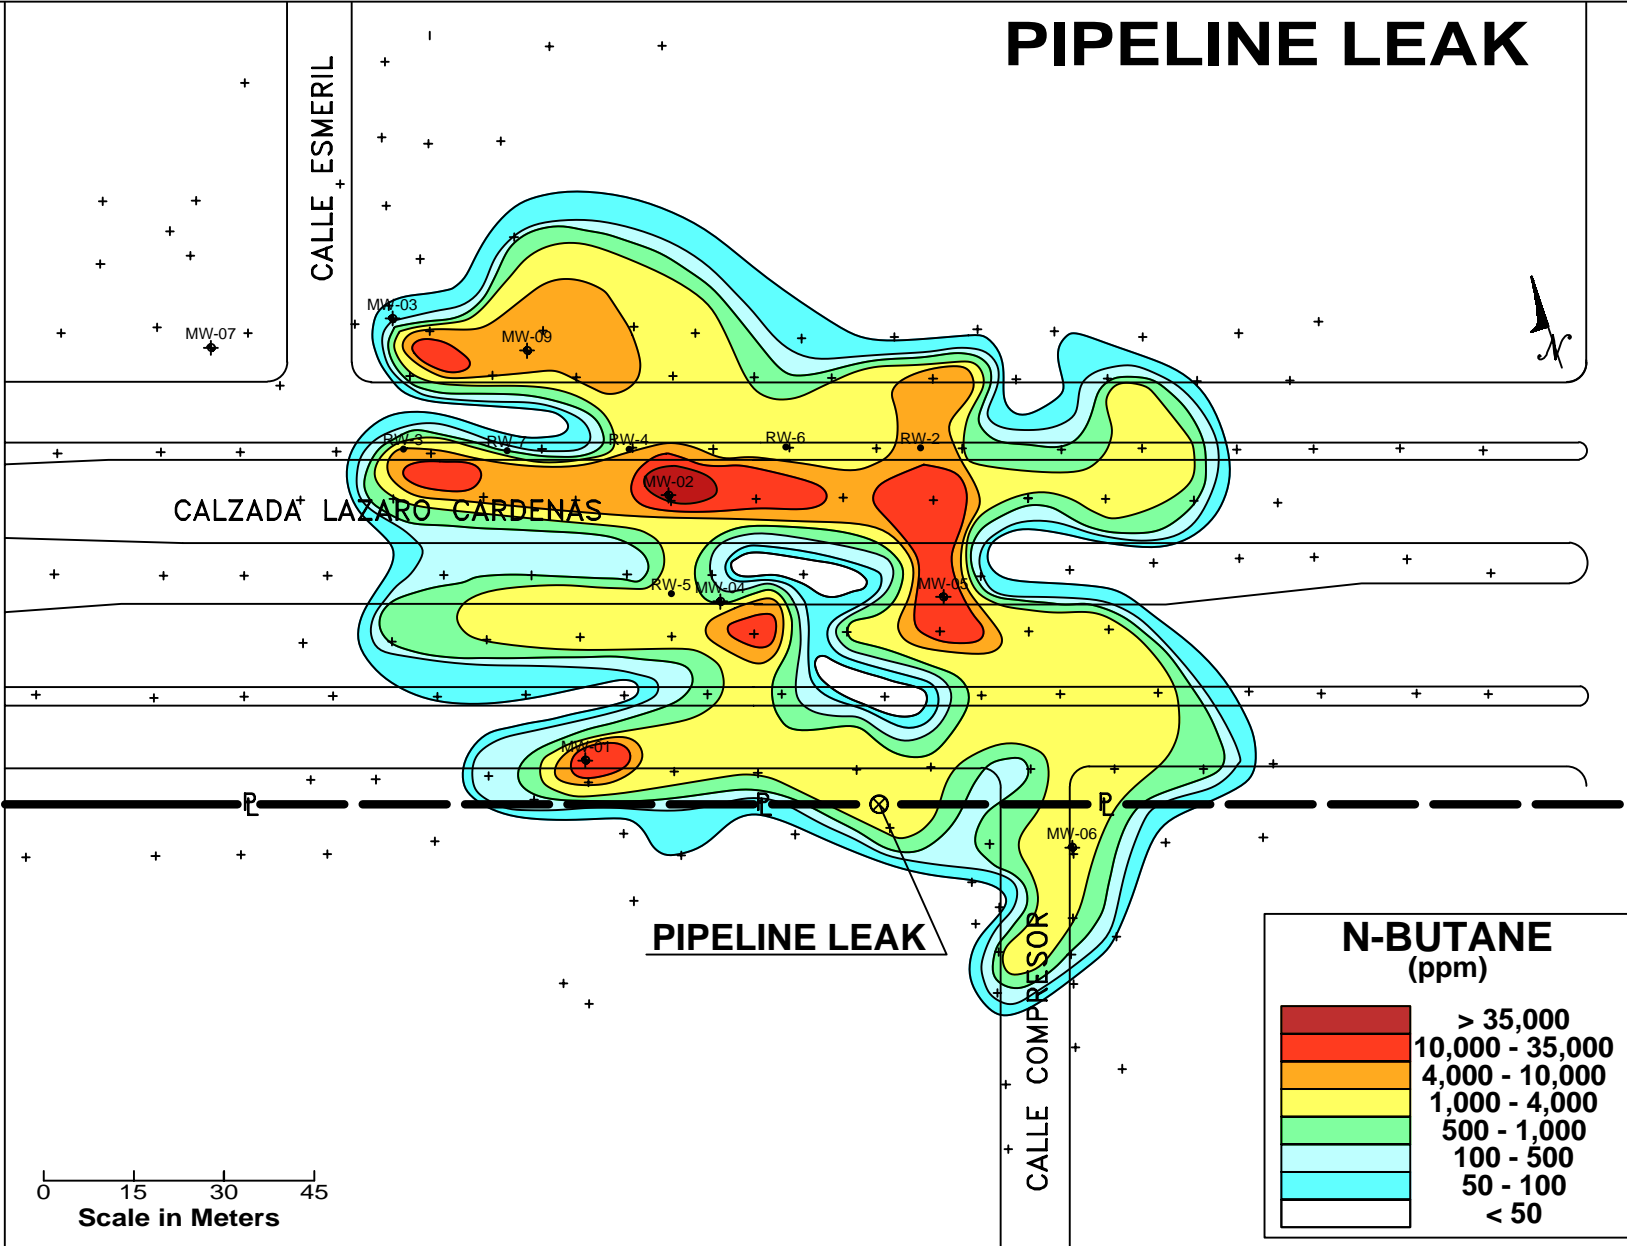 PIPELINE LEAK
CALLE ESMERIL
MW-03
MW-07
MW-09
N
RW-3
RW-7
RW-4
RW-6
RW-2
MW-02
CALZADA LAZARO CARDENAS
RW-5
MW-04
MW-05
MW-01
PL
PL
PL
MW-06
PIPELINE LEAK
CALLE COMPRESOR
N-BUTANE
(ppm)
> 35,000
10,000 - 35,000
4,000 - 10,000
1,000 - 4,000
500 - 1,000
100 - 500
50 - 100
< 50
0 15 30 45
Scale in Meters